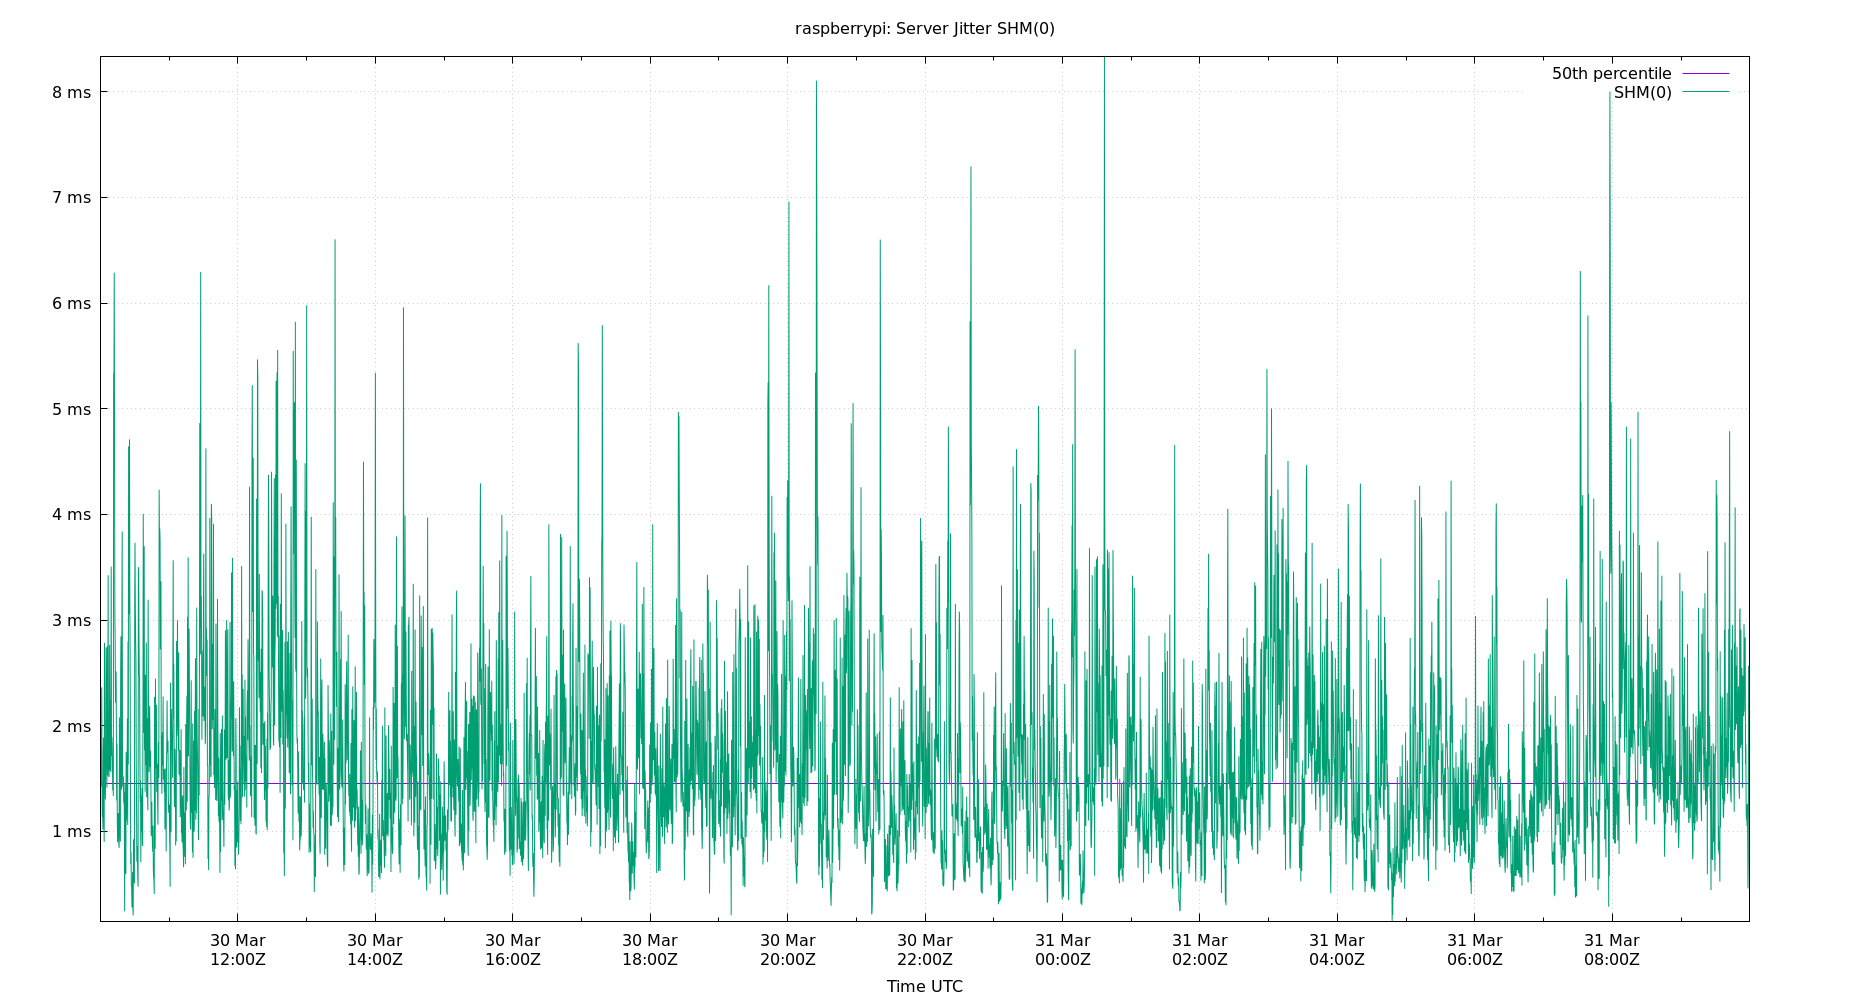 raspberrypi: Server Jitter SHM(0)
50th percentile
SHM(0)
8 ms
7 ms
6 ms
5 ms
4 ms
3 ms
2 ms
1 ms
30 Mar 30 Mar 30 Mar 30 Mar 30 Mar 30 Mar 31 Mar 31 Mar 31 Mar 31 Mar 31 Mar
12:00Z 14:00Z 16:00Z 18:00Z 20:00Z 22:00Z 00:00Z 02:00Z 04:00Z 06:00Z 08:00Z
Time UTC